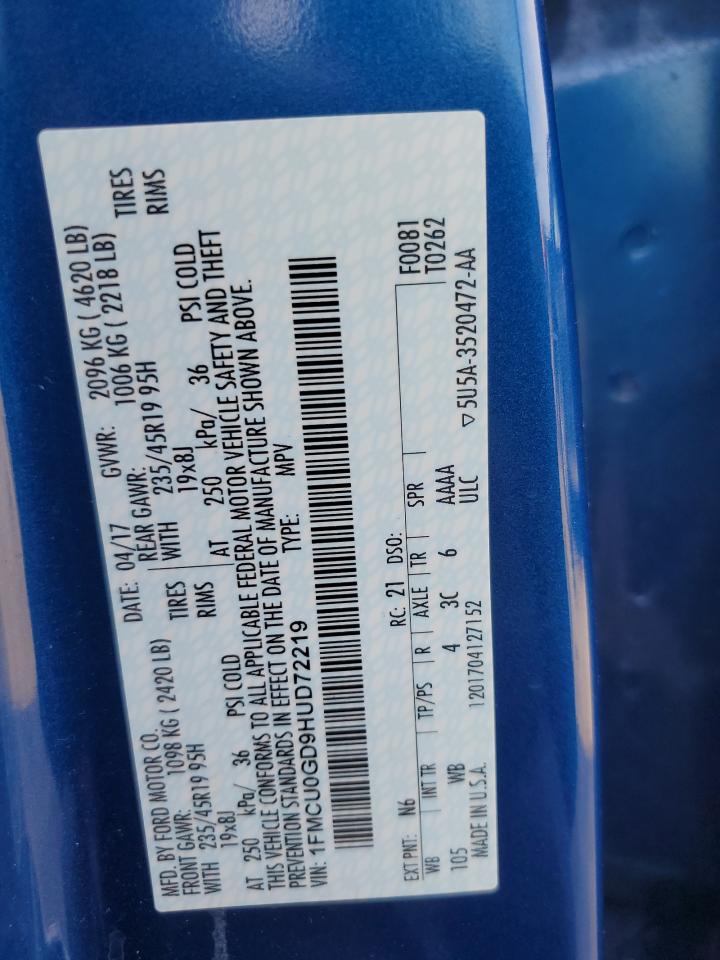 MFD. BY FORD MOTOR CO. DATE: 04/17 GVWR: 2096 KG ( 4620 LB)
FRONT GAWR: 1098 KG ( 2420 LB) REAR GAWR: 1006 KG ( 2218 LB)
WITH 235/45R19 95H TIRES WITH 235/45R19 95H TIRES
19x8J RIMS 19x8J RIMS
AT 250 kPa/ 36 PSI COLD AT 250 kPa/ 36 PSI COLD
THIS VEHICLE CONFORMS TO ALL APPLICABLE FEDERAL MOTOR VEHICLE SAFETY AND THEFT
PREVENTION STANDARDS IN EFFECT ON THE DATE OF MANUFACTURE SHOWN ABOVE.
VIN: 1FMCU0GD9HUD72219 TYPE: MPV
EXT PNT: N6 RC: 21 DSO: F0081
WB INT TR TP/PS R AXLE TR SPR T0262
105 WB 4 3C 6 AAAA
MADE IN U.S.A. 1201704127152 ULC ▽5U5A-3520472-AA